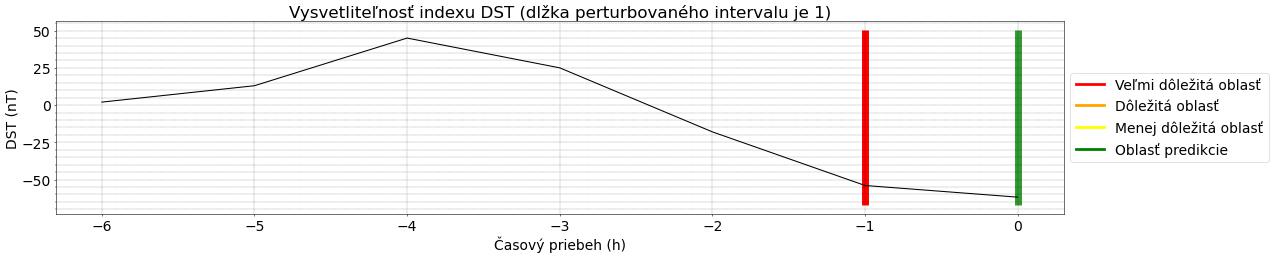 Vysvetliteľnosť indexu DST (dĺžka perturbovaného intervalu je 1)
DST (nT)
50
25
0
−25
−50
−6 −5 −4 −3 −2 −1 0
Časový priebeh (h)
Veľmi dôležitá oblasť
Dôležitá oblasť
Menej dôležitá oblasť
Oblasť predikcie